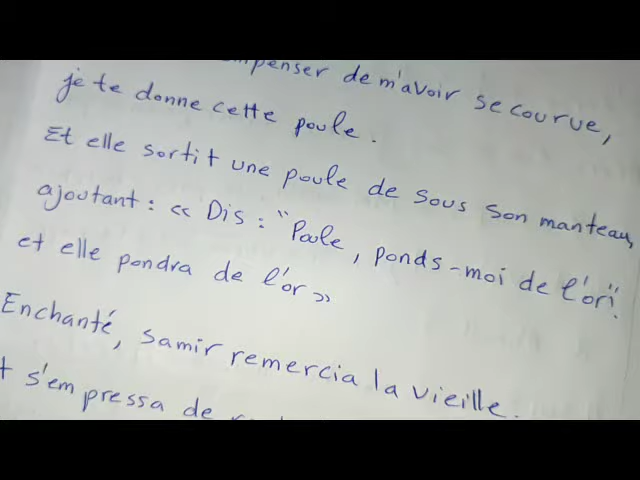 de m'avoir secourue,
je te donne cette poule.
Et elle sortit une poule de sous son manteau,
ajoutant : « Dis : "Poule, ponds-moi de l'or".
et elle pondra de l'or »
Enchanté, samir remercia la vieille.
s'empressa de